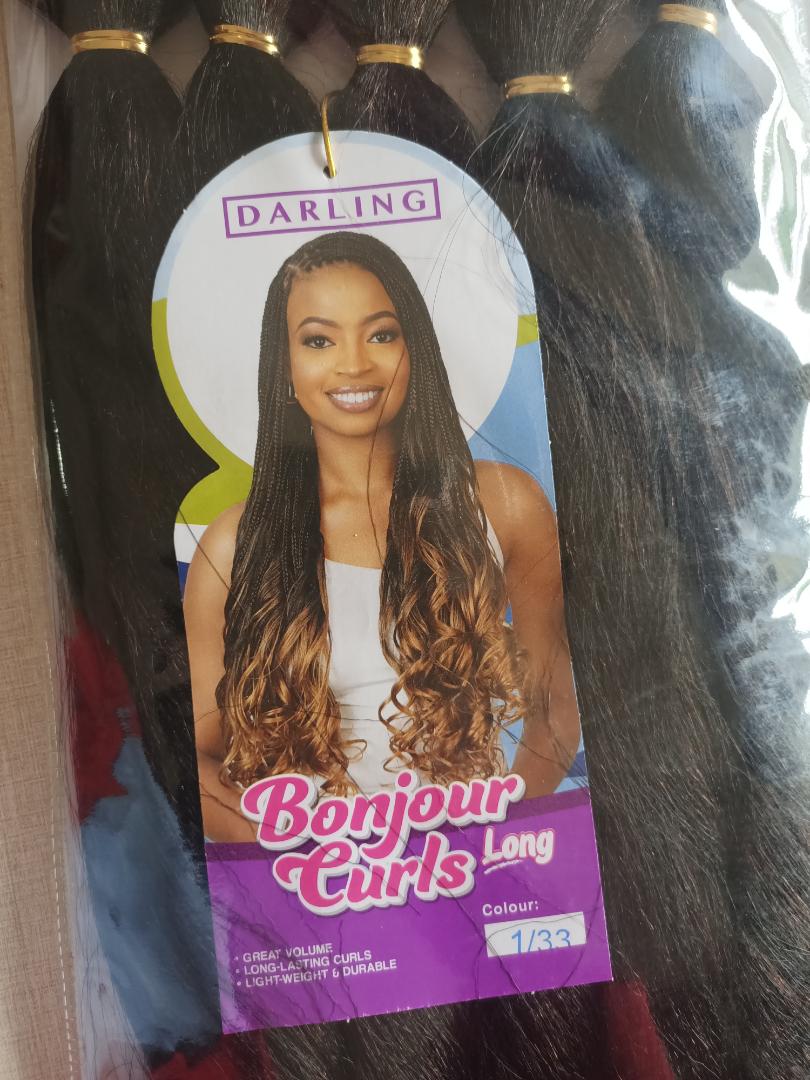 DARLING
Bonjour
Curls Long
Colour:
1/33
• GREAT VOLUME
• LONG-LASTING CURLS
• LIGHT-WEIGHT & DURABLE